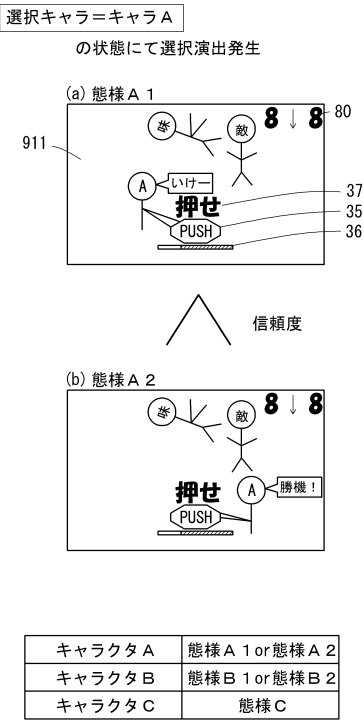 選択キャラ＝キャラＡ
の状態にて選択演出発生
(a) 態様Ａ１
味
敵
8 ↓ 8
80
911
A
いけー
押せ
37
PUSH
35
36
信頼度
(b) 態様Ａ２
味
敵
8 ↓ 8
A
勝機！
押せ
PUSH
キャラクタＡ 態様Ａ１or態様Ａ２
キャラクタＢ 態様Ｂ１or態様Ｂ２
キャラクタＣ 態様Ｃ